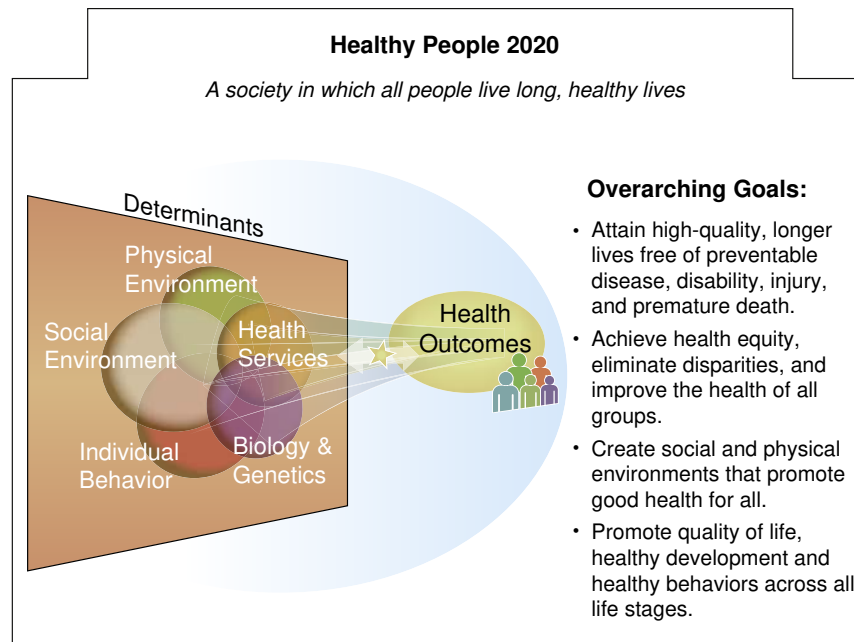 Healthy People 2020
A society in which all people live long, healthy lives
Determinants
Physical
Environment
Social
Environment
Health
Services
Individual
Behavior
Biology &
Genetics
Health
Outcomes
Overarching Goals:
• Attain high-quality, longer
lives free of preventable
disease, disability, injury,
and premature death.
• Achieve health equity,
eliminate disparities, and
improve the health of all
groups.
• Create social and physical
environments that promote
good health for all.
• Promote quality of life,
healthy development and
healthy behaviors across all
life stages.